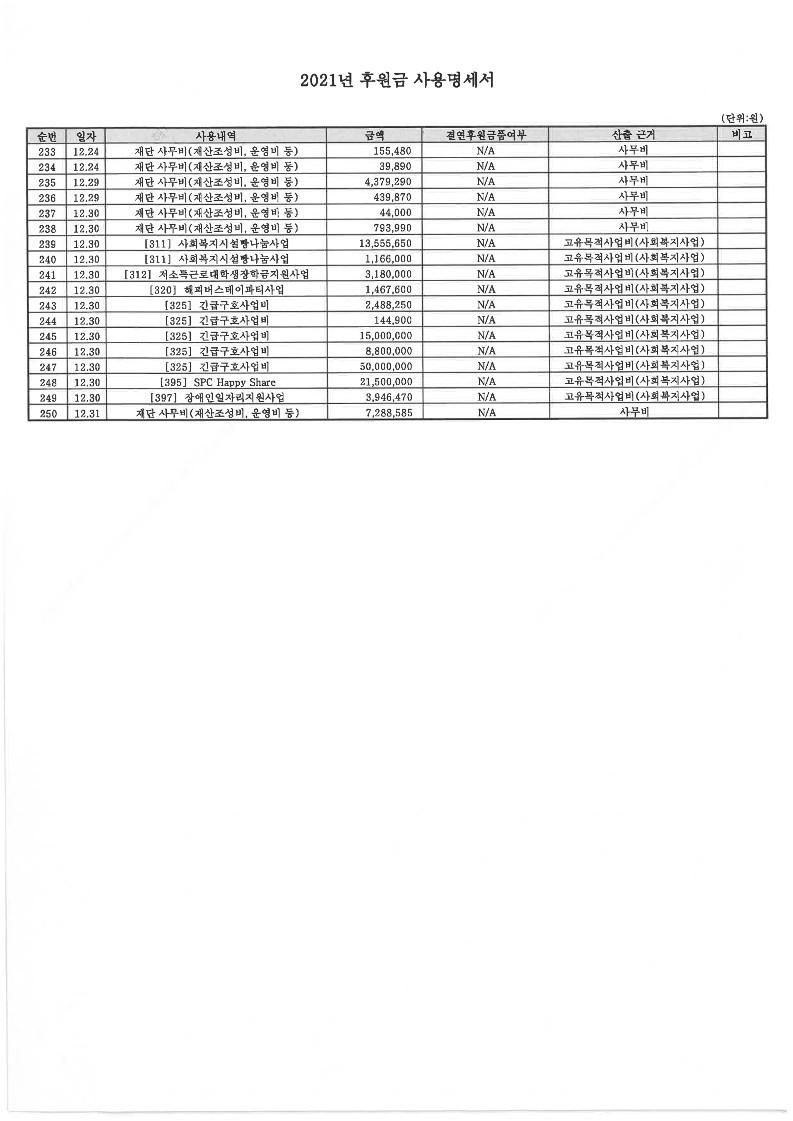 2021년 후원금 사용명세서
(단위:원)
순번 일자 사용내역 금액 결연후원금품여부 산출 근거 비고
233 12.24 재단 사무비(재산조성비, 운영비 등) 155,480 N/A 사무비
234 12.24 재단 사무비(재산조성비, 운영비 등) 39,890 N/A 사무비
235 12.29 재단 사무비(재산조성비, 운영비 등) 4,379,290 N/A 사무비
236 12.29 재단 사무비(재산조성비, 운영비 등) 439,870 N/A 사무비
237 12.30 재단 사무비(재산조성비, 운영비 등) 44,000 N/A 사무비
238 12.30 재단 사무비(재산조성비, 운영비 등) 793,990 N/A 사무비
239 12.30 [311] 사회복지시설빵나눔사업 13,555,650 N/A 고유목적사업비(사회복지사업)
240 12.30 [311] 사회복지시설빵나눔사업 1,166,000 N/A 고유목적사업비(사회복지사업)
241 12.30 [312] 저소득근로대학생장학금지원사업 3,180,000 N/A 고유목적사업비(사회복지사업)
242 12.30 [320] 해피버스데이파티사업 1,467,600 N/A 고유목적사업비(사회복지사업)
243 12.30 [325] 긴급구호사업비 2,488,250 N/A 고유목적사업비(사회복지사업)
244 12.30 [325] 긴급구호사업비 144,900 N/A 고유목적사업비(사회복지사업)
245 12.30 [325] 긴급구호사업비 15,000,000 N/A 고유목적사업비(사회복지사업)
246 12.30 [325] 긴급구호사업비 8,800,000 N/A 고유목적사업비(사회복지사업)
247 12.30 [325] 긴급구호사업비 50,000,000 N/A 고유목적사업비(사회복지사업)
248 12.30 [395] SPC Happy Share 21,500,000 N/A 고유목적사업비(사회복지사업)
249 12.30 [397] 장애인일자리지원사업 3,946,470 N/A 고유목적사업비(사회복지사업)
250 12.31 재단 사무비(재산조성비, 운영비 등) 7,288,585 N/A 사무비